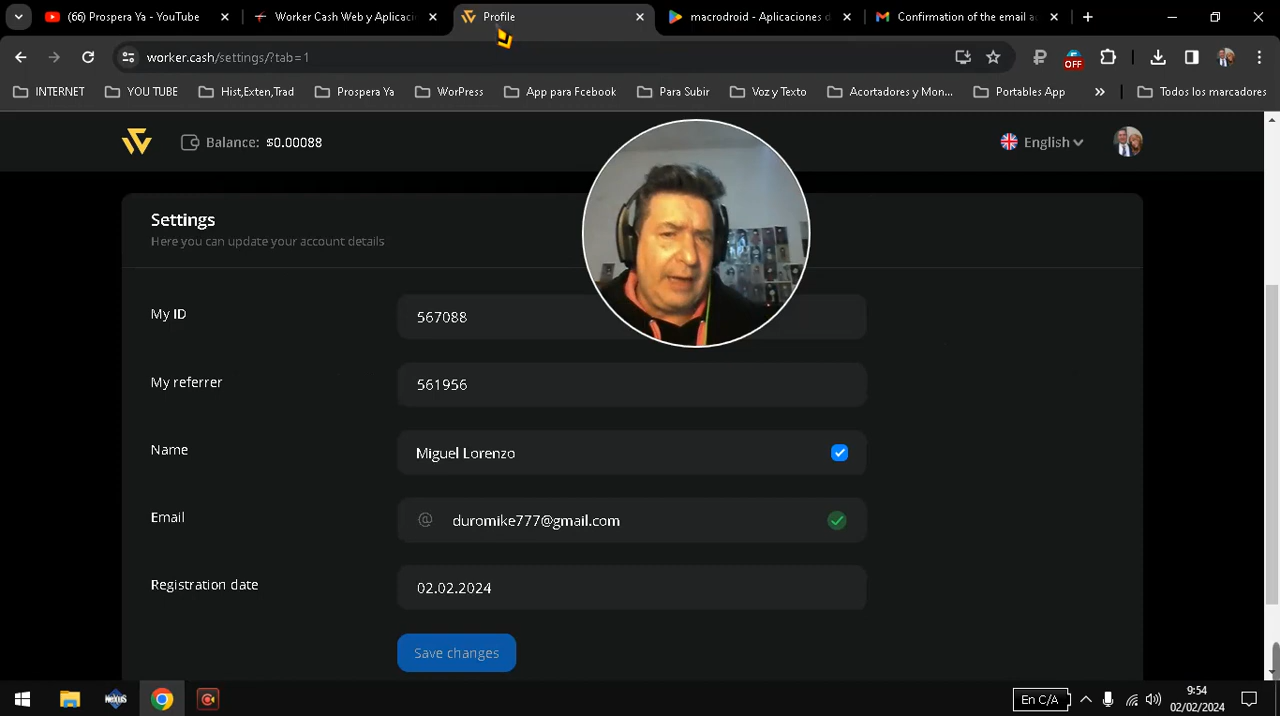 (66) Prospera Ya - YouTube
Worker Cash Web y Aplicaci
Profile
macrodroid - Aplicaciones d
Confirmation of the email a
worker.cash/settings/?tab=1
OFF
INTERNET
YOU TUBE
Hist,Exten,Trad
Prospera Ya
WorPress
App para Fcebook
Para Subir
Voz y Texto
Acortadores y Mon...
Portables App
Todos los marcadores
Balance: $0.00088
English
Settings
Here you can update your account details
My ID
567088
My referrer
561956
Name
Miguel Lorenzo
Email
@ duromike777@gmail.com
Registration date
02.02.2024
Save changes
NEXUS
En C/A
9:54
02/02/2024